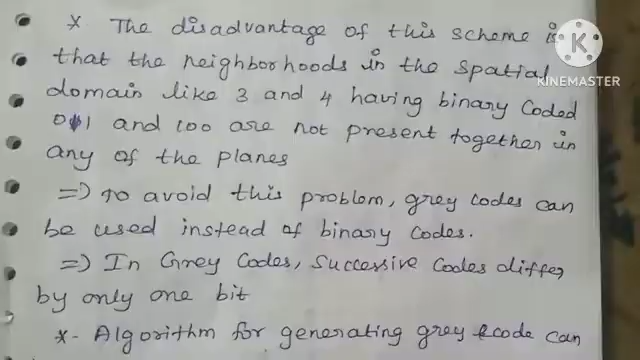 * The disadvantage of this scheme is
that the neighborhoods in the spatial
domain like 3 and 4 having binary coded
011 and 100 are not present together in
any of the planes
=) to avoid this problem, grey codes can
be used instead of binary codes.
=) In Grey Codes, successive codes differ
by only one bit
*- Algorithm for generating grey code can
K
KINEMASTER